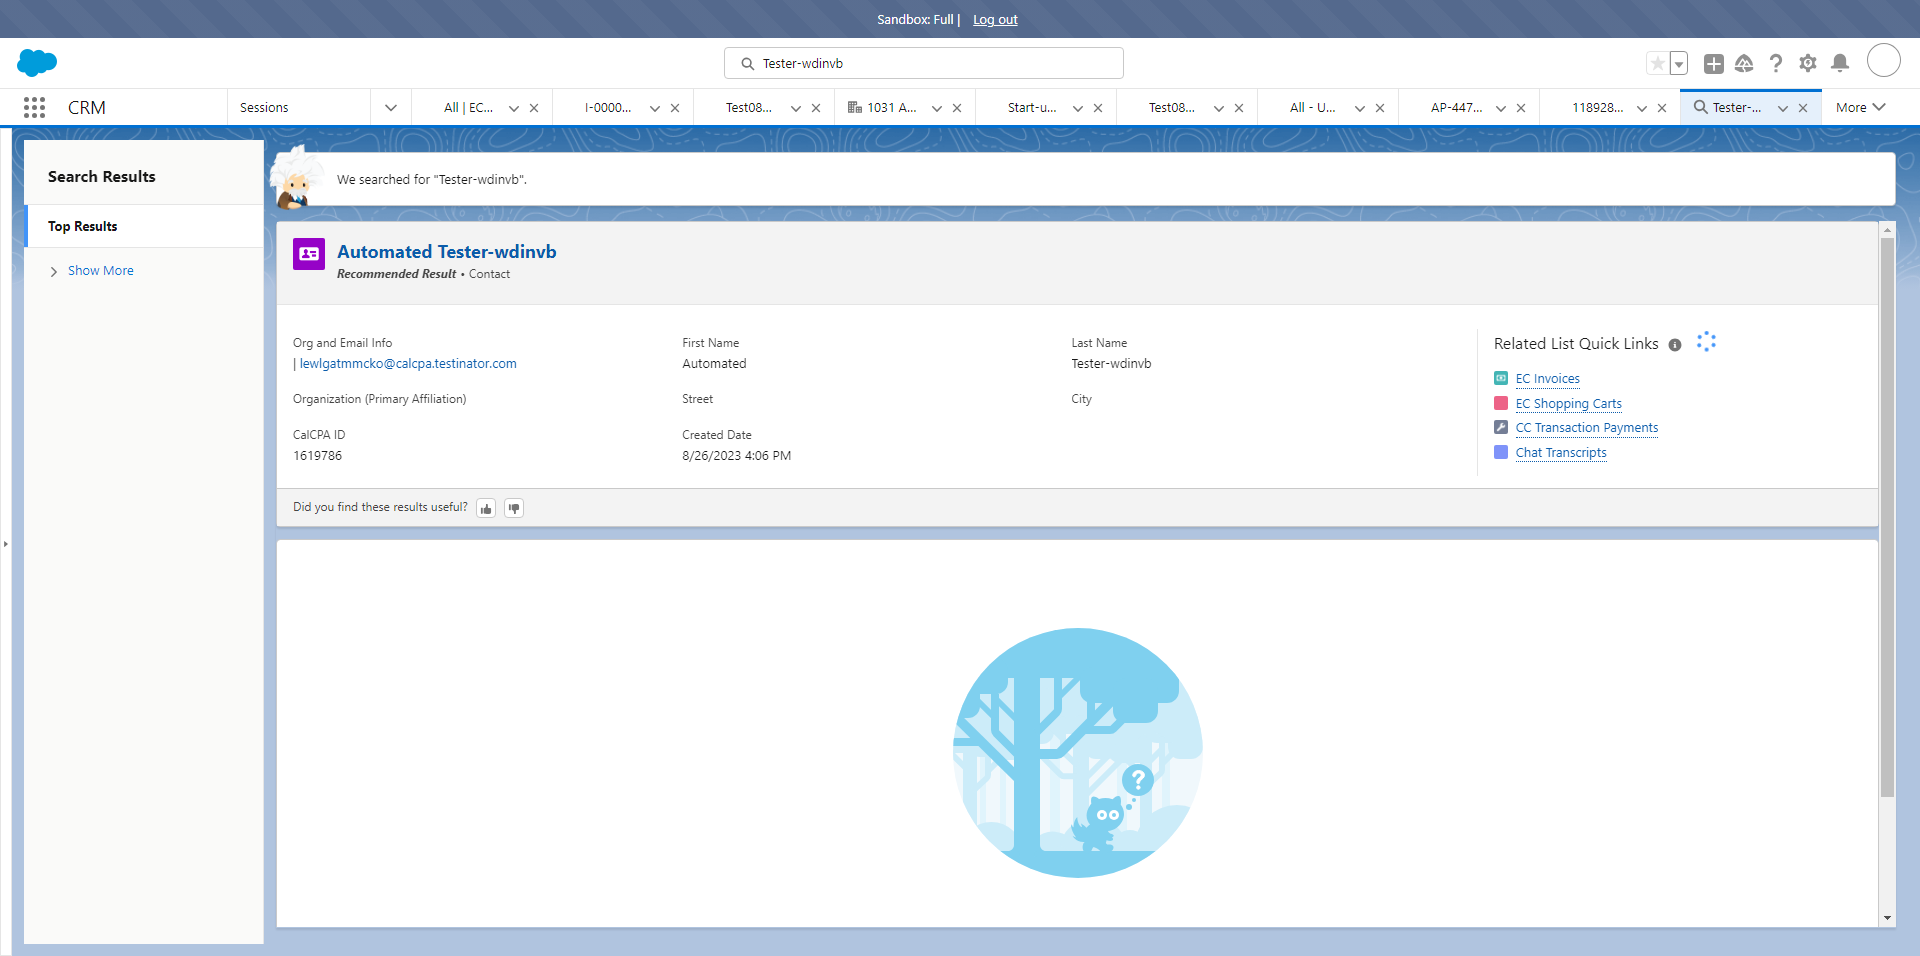 Sandbox: Full | Log out
Tester-wdinvb
CRM
Sessions
All | EC...
I-0000...
Test08...
1031 A...
Start-u...
Test08...
All - U...
AP-447...
118928...
Tester-...
More
Search Results
Top Results
Show More
We searched for "Tester-wdinvb".
Automated Tester-wdinvb
Recommended Result • Contact
Org and Email Info
| lewlgatmmcko@calcpa.testinator.com
First Name
Automated
Last Name
Tester-wdinvb
Organization (Primary Affiliation)
Street
City
CalCPA ID
1619786
Created Date
8/26/2023 4:06 PM
Related List Quick Links
EC Invoices
EC Shopping Carts
CC Transaction Payments
Chat Transcripts
Did you find these results useful?
?